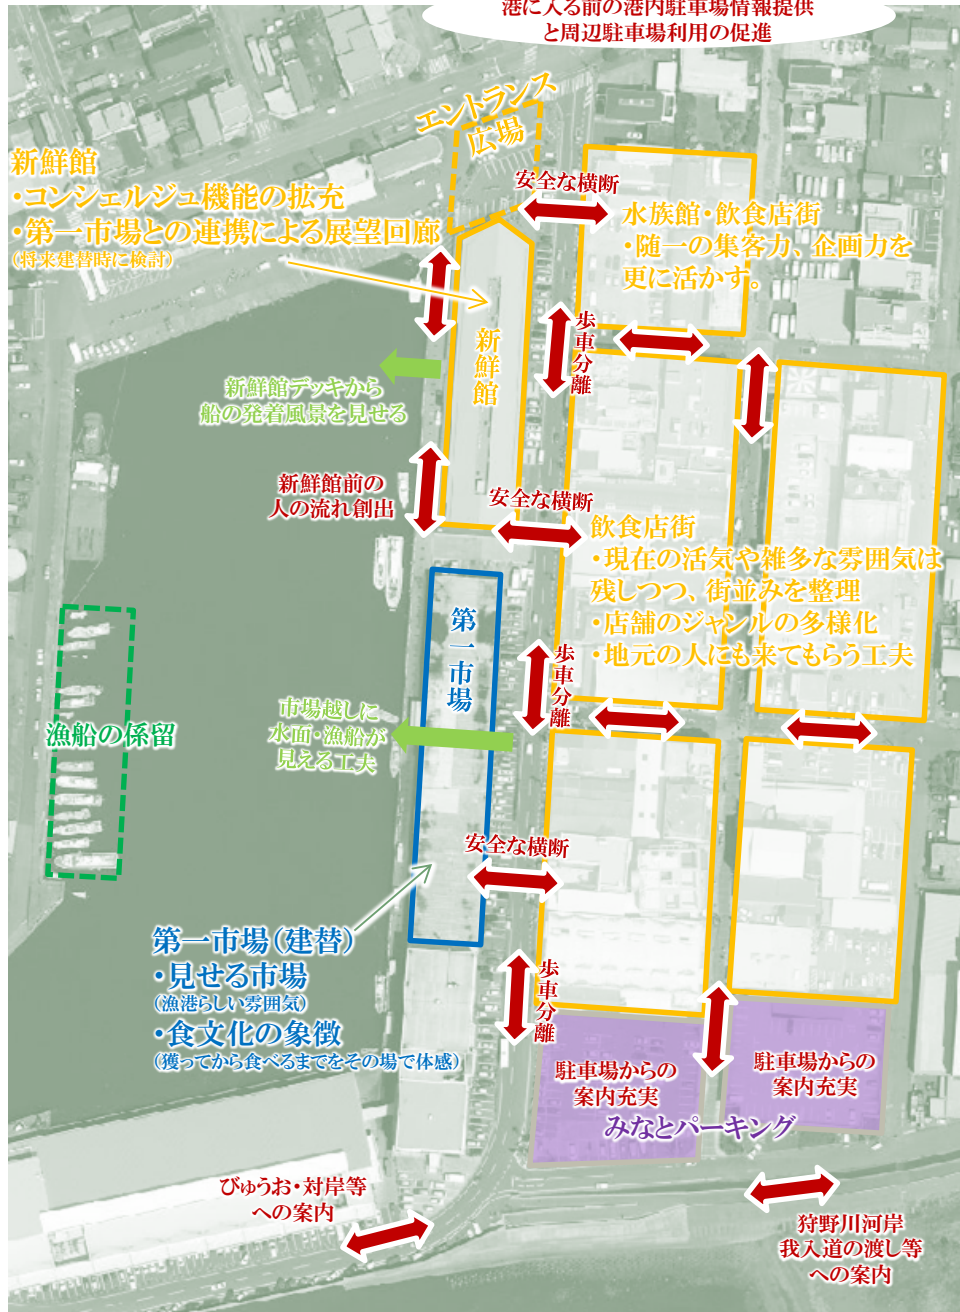 港に入る前の港内駐車場情報提供
と周辺駐車場利用の促進
エントランス
広場
新鮮館
・コンシェルジュ機能の拡充
・第一市場との連携による展望回廊
（将来建替時に検討）
安全な横断
水族館・飲食店街
・随一の集客力、企画力を
更に活かす。
歩車分離
新鮮館
新鮮館デッキから
船の発着風景を見せる
新鮮館前の
人の流れ創出
安全な横断
飲食店街
・現在の活気や雑多な雰囲気は
残しつつ、街並みを整理
・店舗のジャンルの多様化
・地元の人にも来てもらう工夫
第一市場
歩車分離
漁船の係留
市場越しに
水面・漁船が
見える工夫
安全な横断
第一市場（建替）
・見せる市場
（漁港らしい雰囲気）
・食文化の象徴
（獲ってから食べるまでをその場で体感）
歩車分離
駐車場からの
案内充実
駐車場からの
案内充実
みなとパーキング
びゅうお・対岸等
への案内
狩野川河岸
我入道の渡し等
への案内